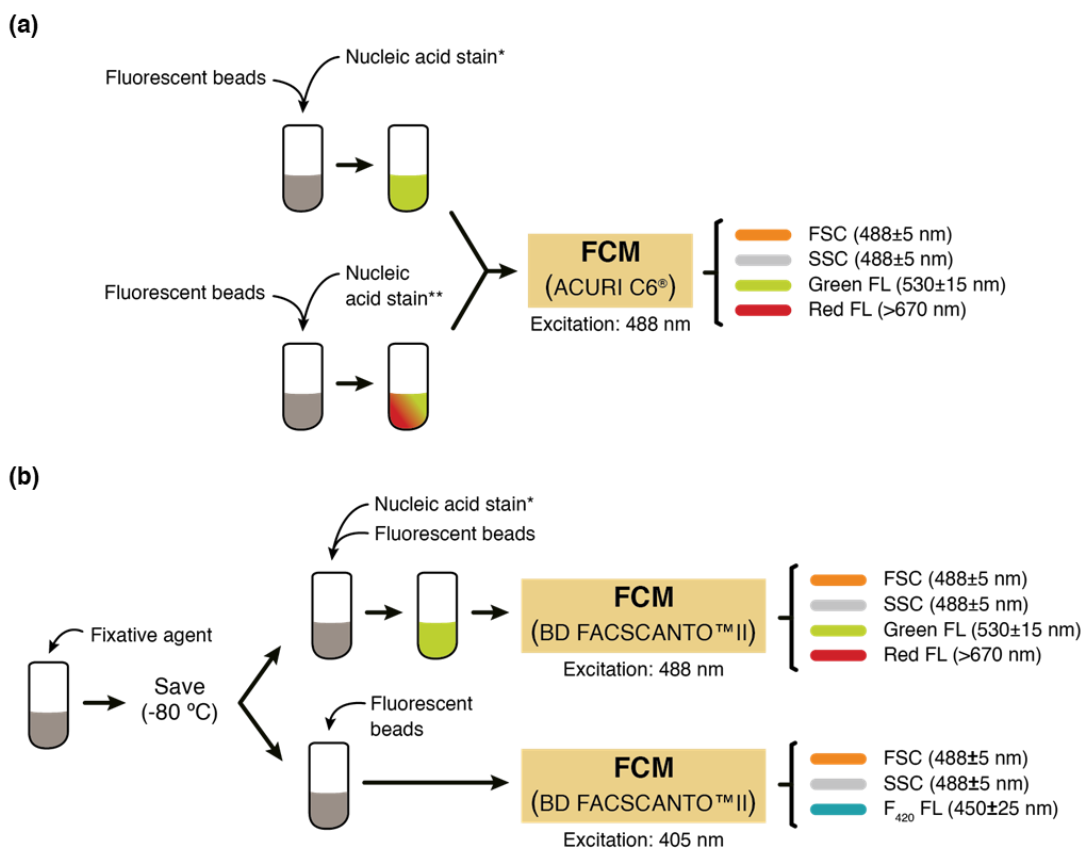 (a)
Nucleic acid stain*
Fluorescent beads
Nucleic
acid stain**
Fluorescent beads
FCM
(ACURI C6®)
Excitation: 488 nm
FSC (488±5 nm)
SSC (488±5 nm)
Green FL (530±15 nm)
Red FL (>670 nm)
(b)
Fixative agent
Save
(-80 ºC)
Nucleic acid stain*
Fluorescent beads
FCM
(BD FACSCANTO™II)
Excitation: 488 nm
FSC (488±5 nm)
SSC (488±5 nm)
Green FL (530±15 nm)
Red FL (>670 nm)
Fluorescent
beads
FCM
(BD FACSCANTO™II)
Excitation: 405 nm
FSC (488±5 nm)
SSC (488±5 nm)
F₄₂₀ FL (450±25 nm)